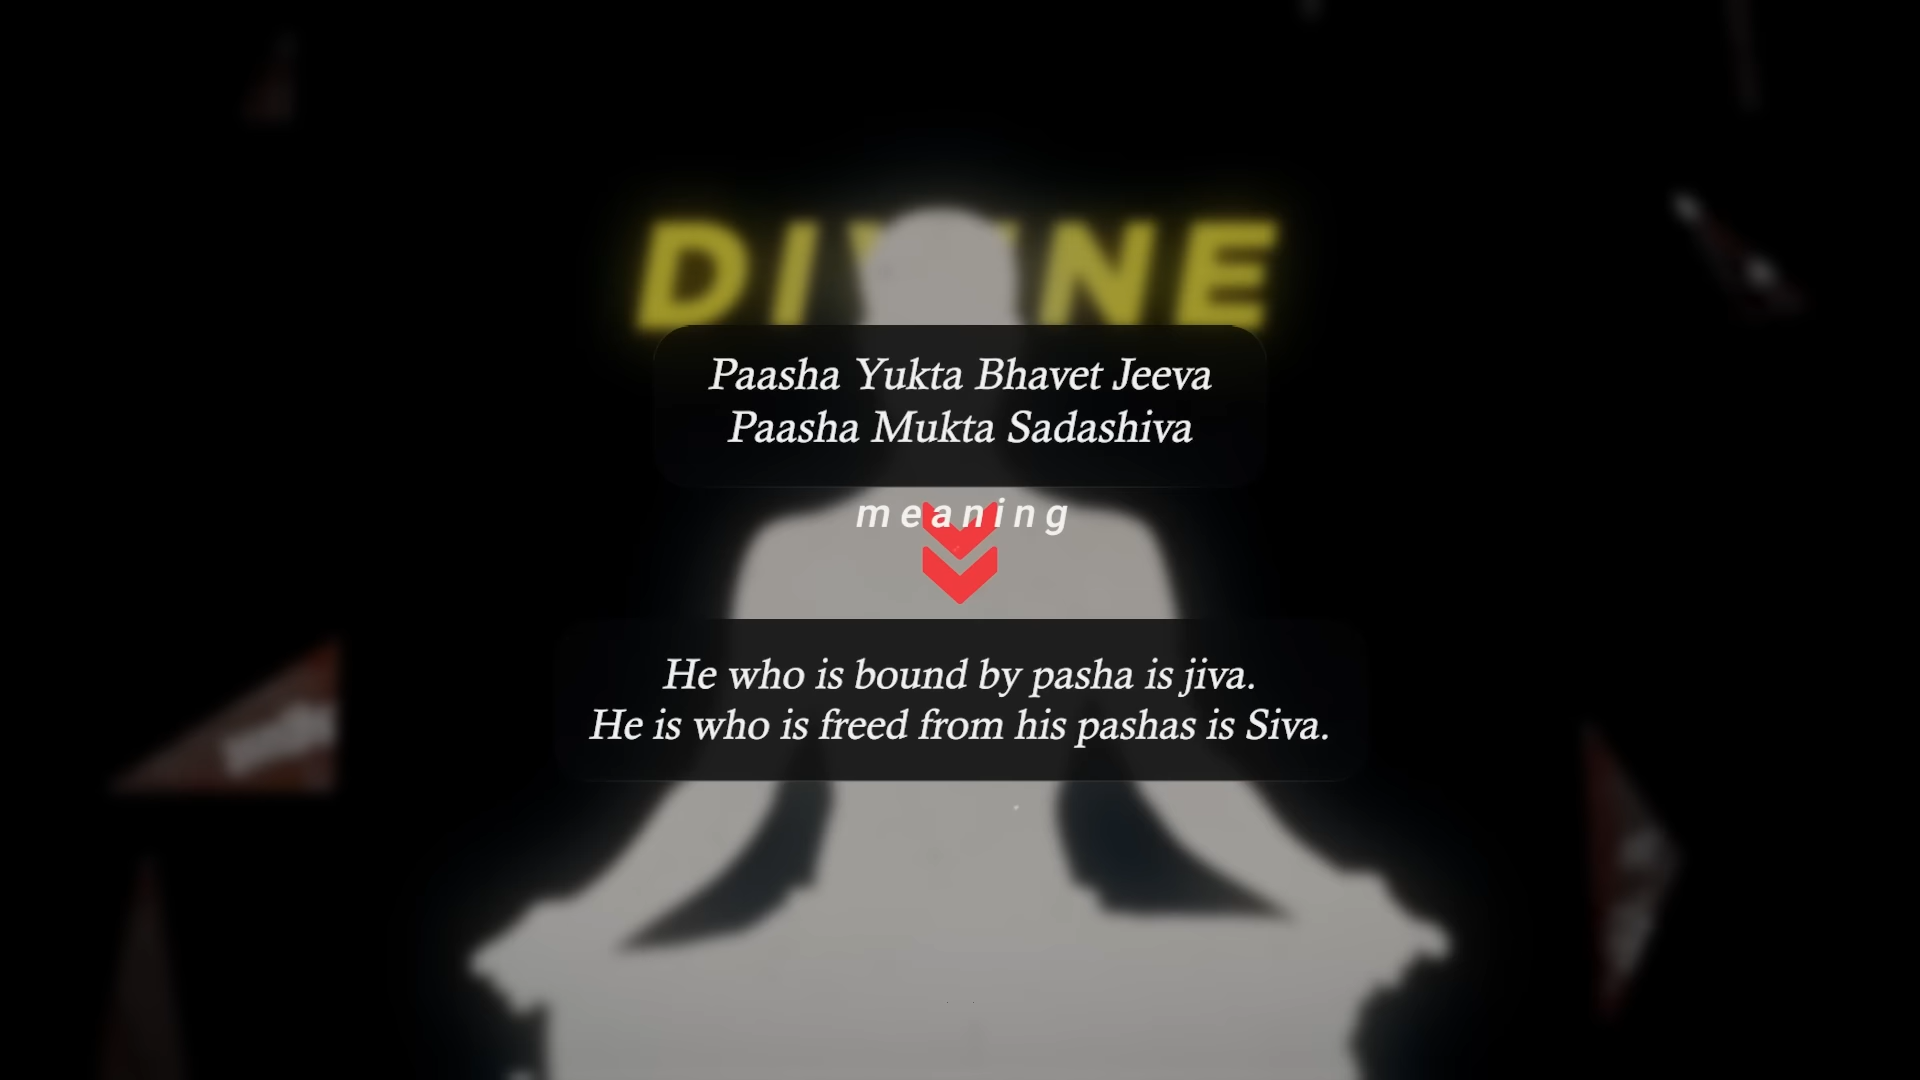 DIVINE
Paasha Yukta Bhavet Jeeva
Paasha Mukta Sadashiva
meaning
He who is bound by pasha is jiva.
He is who is freed from his pashas is Siva.